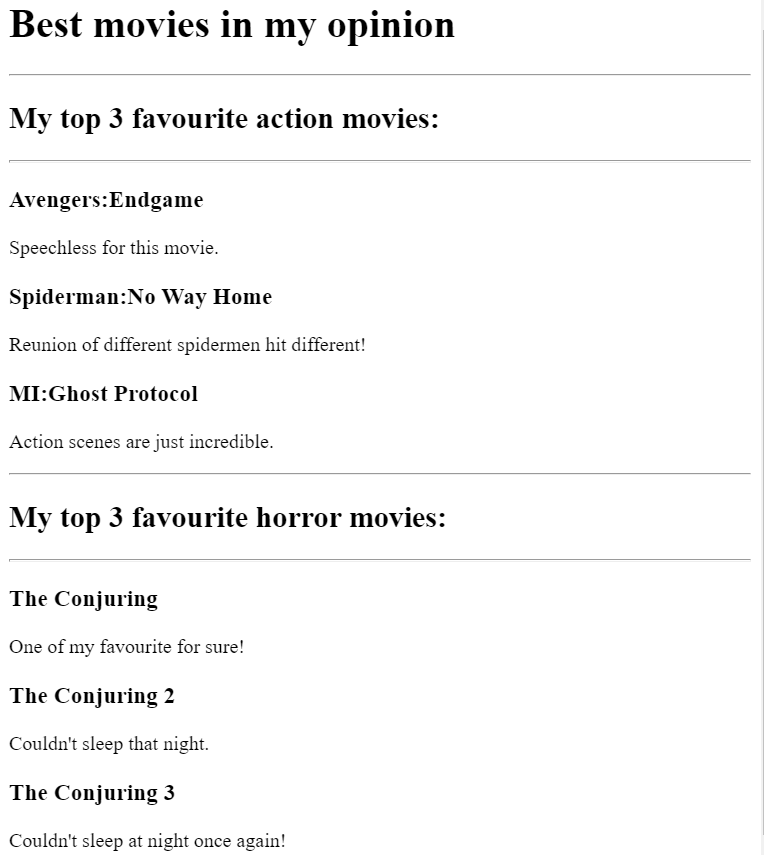 Best movies in my opinion
My top 3 favourite action movies:
Avengers:Endgame
Speechless for this movie.
Spiderman:No Way Home
Reunion of different spidermen hit different!
MI:Ghost Protocol
Action scenes are just incredible.
My top 3 favourite horror movies:
The Conjuring
One of my favourite for sure!
The Conjuring 2
Couldn't sleep that night.
The Conjuring 3
Couldn't sleep at night once again!